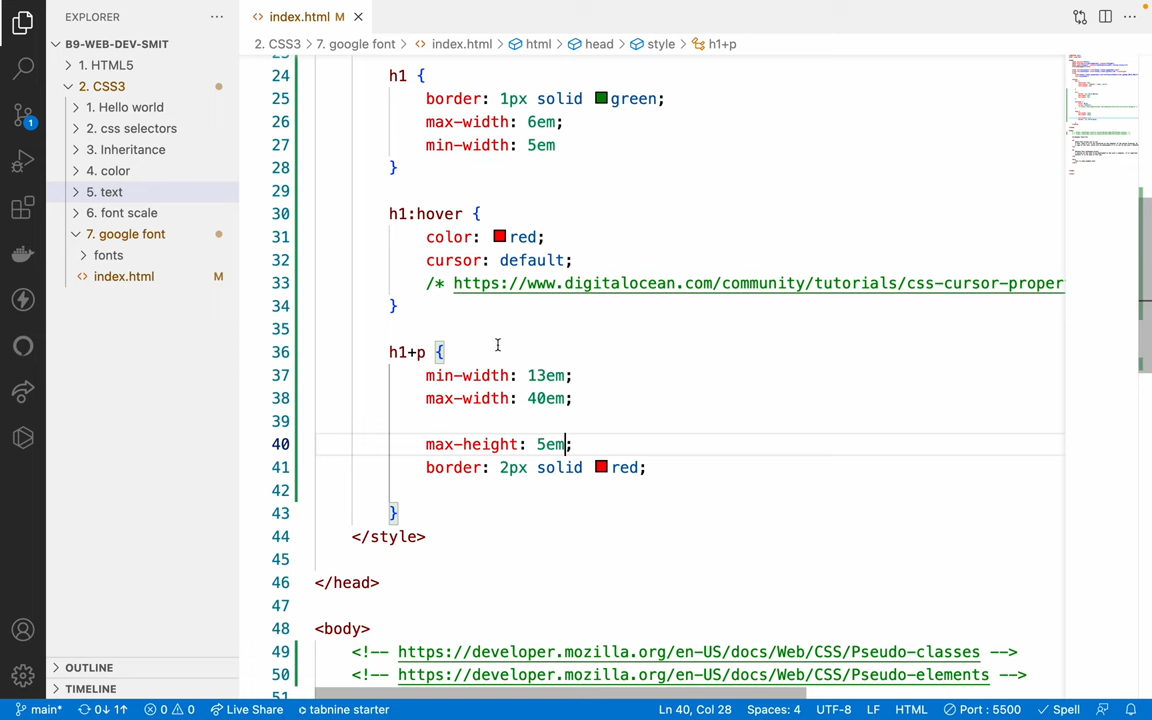 EXPLORER
index.html M
B9-WEB-DEV-SMIT
1. HTML5
2. CSS3
1. Hello world
2. css selectors
3. Inheritance
4. color
5. text
6. font scale
7. google font
fonts
index.html M
OUTLINE
TIMELINE
2. CSS3 > 7. google font > index.html > html > head > style > h1+p
24 h1 {
25 border: 1px solid green;
26 max-width: 6em;
27 min-width: 5em
28 }
29
30 h1:hover {
31 color: red;
32 cursor: default;
33 /* https://www.digitalocean.com/community/tutorials/css-cursor-proper
34 }
35
36 h1+p {
37 min-width: 13em;
38 max-width: 40em;
39
40 max-height: 5em;
41 border: 2px solid red;
42
43 }
44 </style>
45
46 </head>
47
48 <body>
49 <!-- https://developer.mozilla.org/en-US/docs/Web/CSS/Pseudo-classes -->
50 <!-- https://developer.mozilla.org/en-US/docs/Web/CSS/Pseudo-elements -->
51
1
main* 0↓ 1↑ 0 0 Live Share tabnine starter Ln 40, Col 28 Spaces: 4 UTF-8 LF HTML Port : 5500 Spell